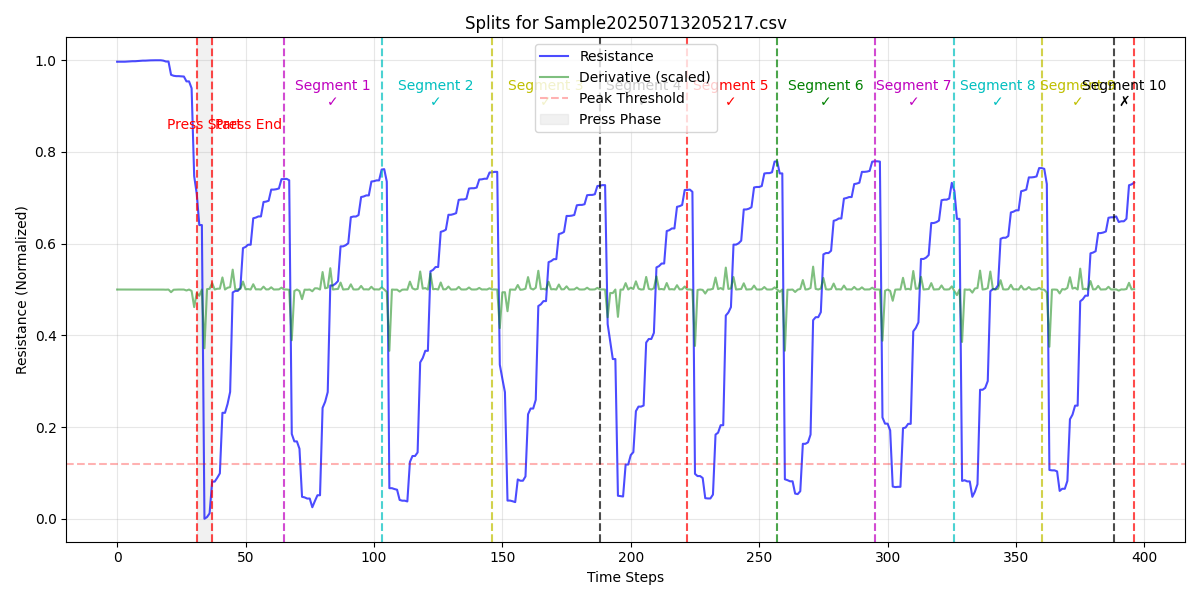 Splits for Sample20250713205217.csv
Resistance
Derivative (scaled)
Peak Threshold
Press Phase
Segment 1
✓
Segment 2
✓
Segment 4
Segment 5
✓
Segment 6
✓
Segment 7
✓
Segment 8
✓
Segment 9
✓
Segment 10
✗
Press Start
Press End
Resistance (Normalized)
1.0
0.8
0.6
0.4
0.2
0.0
0
50
100
150
200
250
300
350
400
Time Steps